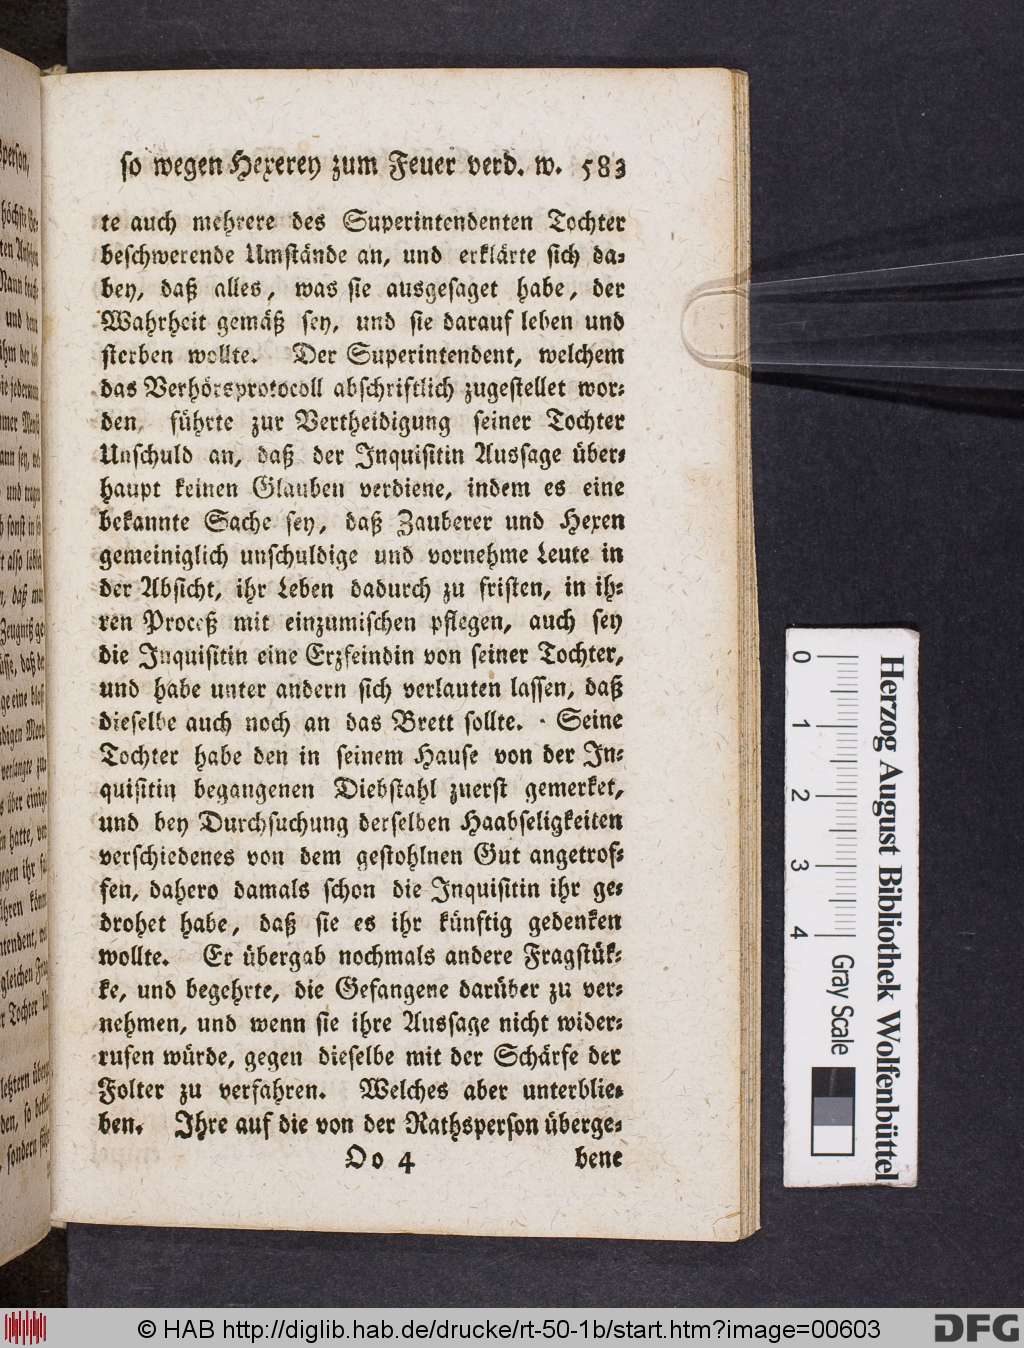 so wegen Hexerey zum Feuer verd. w. 583
te auch mehrere des Superintendenten Tochter
beschwerende Umstände an, und erklärte sich da-
bey, daß alles, was sie ausgesaget habe, der
Wahrheit gemäß sey, und sie darauf leben und
sterben wollte. Der Superintendent, welchem
das Verhörsprotocoll abschriftlich zugestellet wor-
den, führte zur Vertheidigung seiner Tochter
Unschuld an, daß der Inquisitin Aussage über-
haupt keinen Glauben verdiene, indem es eine
bekannte Sache sey, daß Zauberer und Hexen
gemeiniglich unschuldige und vornehme Leute in
der Absicht, ihr Leben dadurch zu fristen, in ih-
ren Proceß mit einzumischen pflegen, auch sey
die Inquisitin eine Erzfeindin von seiner Tochter,
und habe unter andern sich verlauten lassen, daß
dieselbe auch noch an das Brett sollte. Seine
Tochter habe den in seinem Hause von der In-
quisitin begangenen Diebstahl zuerst gemerket,
und bey Durchsuchung derselben Haabseligkeiten
verschiedenes von dem gestohlnen Gut angetrof-
fen, dahero damals schon die Inquisitin ihr ge-
drohet habe, daß sie es ihr künftig gedenken
wollte. Er übergab nochmals andere Fragstük-
ke, und begehrte, die Gefangene darüber zu ver-
nehmen, und wenn sie ihre Aussage nicht wider-
rufen würde, gegen dieselbe mit der Schärfe der
Folter zu verfahren. Welches aber unterblie-
ben. Ihre auf die von der Rathsperson überge-
Oo 4 bene
0 1 2 3 4 Gray Scale
Herzog August Bibliothek Wolfenbüttel
© HAB http://diglib.hab.de/drucke/rt-50-1b/start.htm?image=00603
DFG